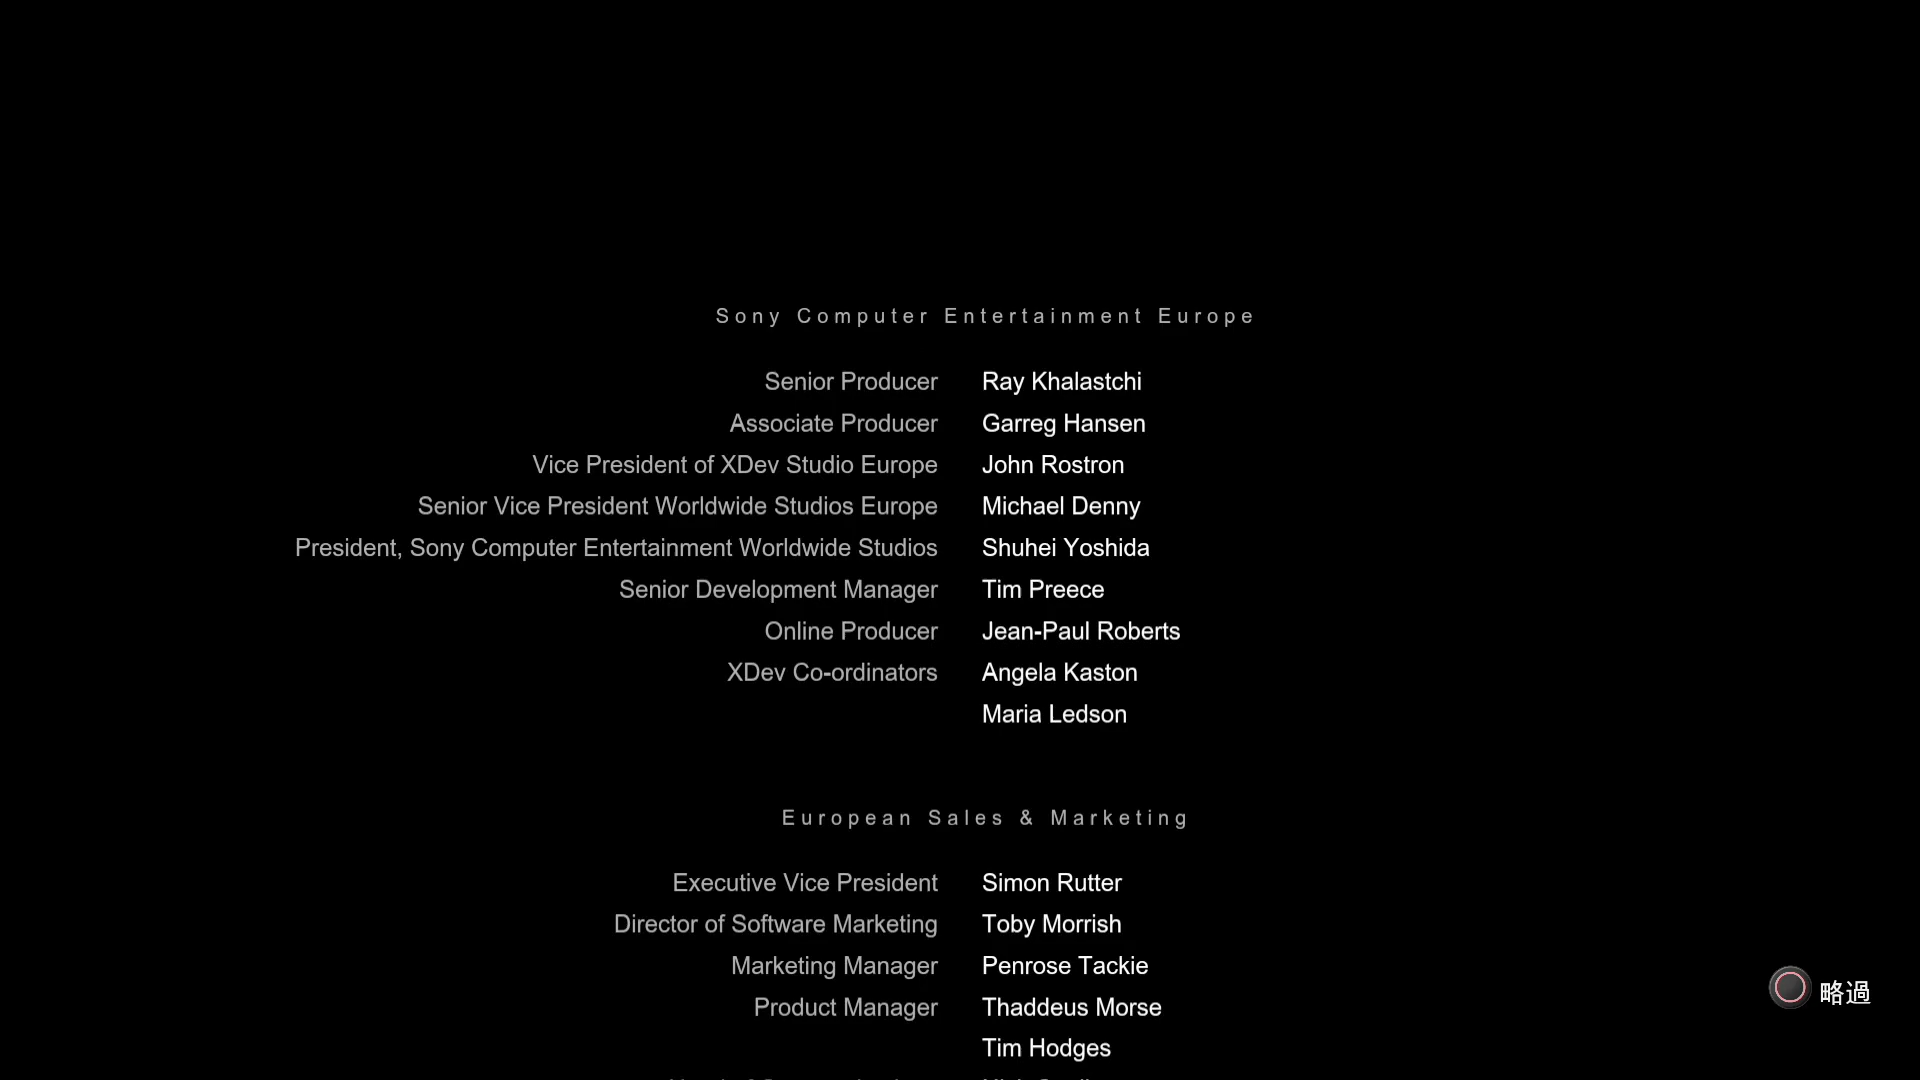 Sony Computer Entertainment Europe
Senior Producer Ray Khalastchi
Associate Producer Garreg Hansen
Vice President of XDev Studio Europe John Rostron
Senior Vice President Worldwide Studios Europe Michael Denny
President, Sony Computer Entertainment Worldwide Studios Shuhei Yoshida
Senior Development Manager Tim Preece
Online Producer Jean-Paul Roberts
XDev Co-ordinators Angela Kaston
Maria Ledson
European Sales & Marketing
Executive Vice President Simon Rutter
Director of Software Marketing Toby Morrish
Marketing Manager Penrose Tackie
Product Manager Thaddeus Morse
Tim Hodges
略過